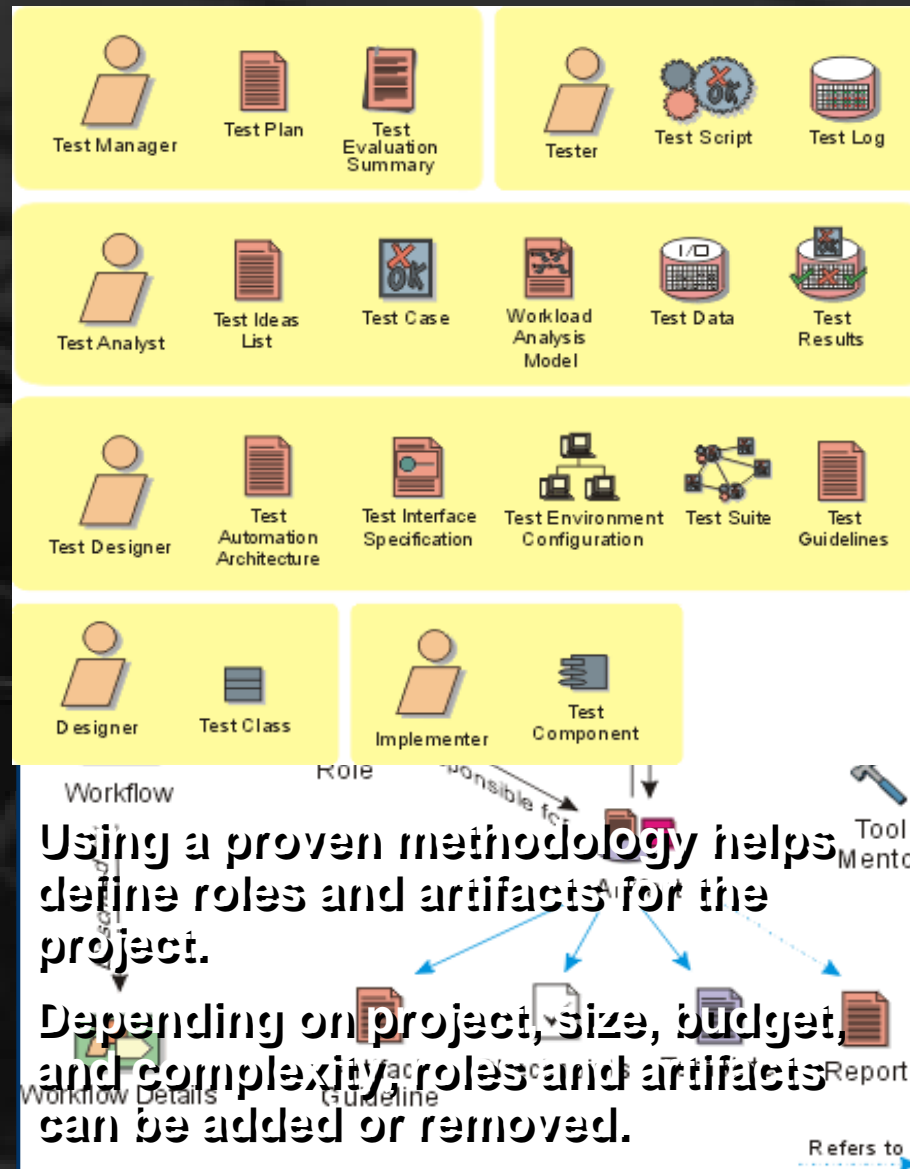 Test Manager
Test Plan
Test
Evaluation
Summary
Tester
Test Script
Test Log
Test Analyst
Test Ideas
List
Test Case
Workload
Analysis
Model
I/O
Test Data
Test
Results
Test Designer
Test
Automation
Architecture
Test Interface
Specification
Test Environment
Configuration
Test Suite
Test
Guidelines
Designer
Test Class
Implementer
Test
Component
Workflow
Role
Tool
Using a proven methodology helps
define roles and artifacts for the
project.
Depending on project, size, budget,
and complexity, roles and artifacts
can be added or removed.
Report
Workflow Details
Guideline
Refers to